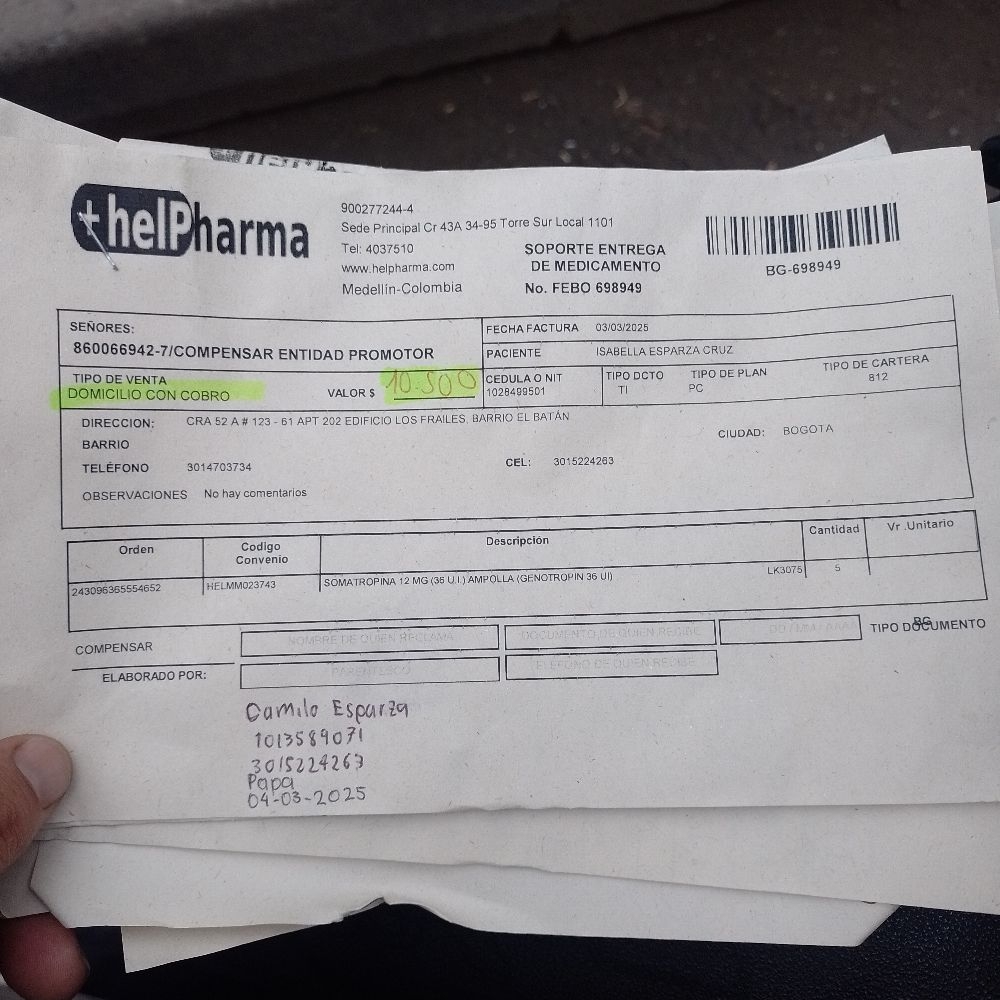 +helPharma
900277244-4
Sede Principal Cr 43A 34-95 Torre Sur Local 1101
Tel: 4037510
www.helpharma.com
Medellín-Colombia
SOPORTE ENTREGA
DE MEDICAMENTO
No. FEBO 698949
BG-698949
SEÑORES:
860066942-7/COMPENSAR ENTIDAD PROMOTOR
FECHA FACTURA 03/03/2025
PACIENTE ISABELLA ESPARZA CRUZ
TIPO DE VENTA
DOMICILIO CON COBRO
VALOR $ 10.500
CEDULA O NIT
1028499501
TIPO DCTO
TI
TIPO DE PLAN
PC
TIPO DE CARTERA
812
DIRECCION: CRA 52 A # 123 - 61 APT 202 EDIFICIO LOS FRAILES, BARRIO EL BATÁN
BARRIO
CIUDAD: BOGOTA
TELÉFONO 3014703734
CEL: 3015224263
OBSERVACIONES No hay comentarios
Orden Codigo Convenio Descripción Cantidad Vr .Unitario
243096365554652 HELMM023743 SOMATROPINA 12 MG (36 U.I.) AMPOLLA (GENOTROPIN 36 UI) LK3075 5
COMPENSAR
NOMBRE DE QUIEN RECLAMA
DOCUMENTO DE QUIEN RECIBE
DD / MM / AAAA
TIPO DOCUMENTO
BG
ELABORADO POR:
PARENTESCO
TELEFONO DE QUIEN RECIBE
Camilo Esparza
1013589071
3015224263
Papa
04-03-2025